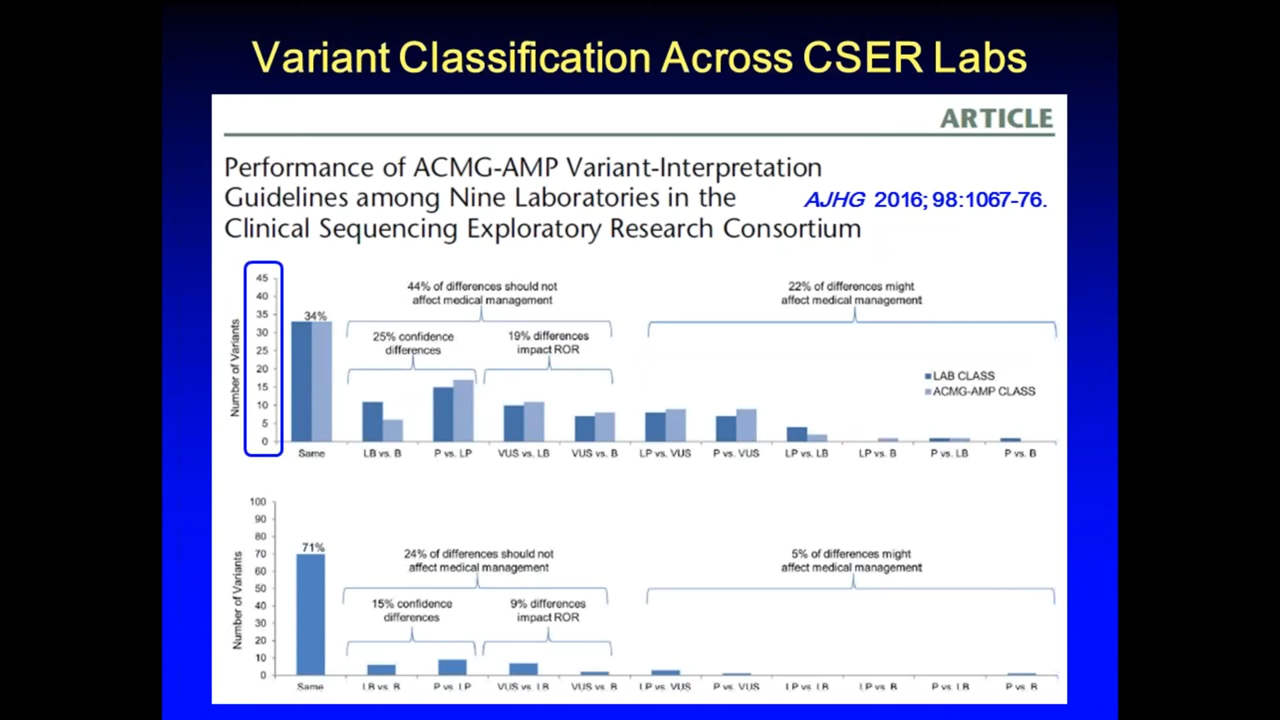 Variant Classification Across CSER Labs
ARTICLE
Performance of ACMG-AMP Variant-Interpretation
Guidelines among Nine Laboratories in the
Clinical Sequencing Exploratory Research Consortium
AJHG 2016; 98:1067-76.
Number of Variants
45
40
35
30
25
20
15
10
5
0
34%
44% of differences should not
affect medical management
25% confidence
differences
19% differences
impact ROR
22% of differences might
affect medical management
LAB CLASS
ACMG-AMP CLASS
Same LB vs. B P vs. LP VUS vs. LB VUS vs. B LP vs. VUS P vs. VUS LP vs. LB LP vs. B P vs. LB P vs. B
Number of Variants
100
90
80
70
60
50
40
30
20
10
0
71%
24% of differences should not
affect medical management
15% confidence
differences
9% differences
impact ROR
5% of differences might
affect medical management
Same LB vs. B P vs. LP VUS vs. LB VUS vs. B LP vs. VUS P vs. VUS LP vs. LB LP vs. B P vs. LB P vs. B